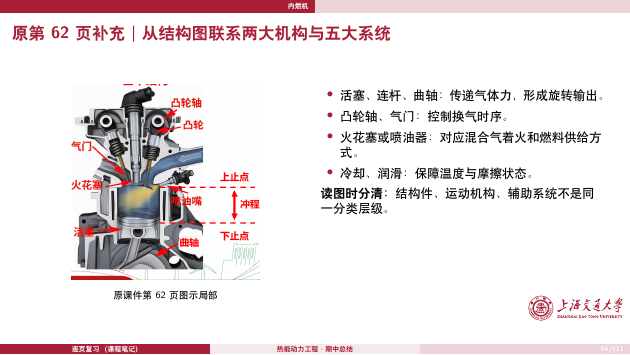 内燃机
原第 62 页补充 | 从结构图联系两大机构与五大系统
凸轮轴
凸轮
气门
火花塞
上止点
喷油嘴
冲程
活塞
下止点
曲轴
原课件第 62 页图示局部
• 活塞、连杆、曲轴：传递气体力，形成旋转输出。
• 凸轮轴、气门：控制换气时序。
• 火花塞或喷油器：对应混合气着火和燃料供给方
式。
• 冷却、润滑：保障温度与摩擦状态。
读图时分清：结构件、运动机构、辅助系统不是同
一分类层级。
上海交通大学
SHANGHAI JIAO TONG UNIVERSITY
逐页复习（课程笔记）
热能动力工程 · 期中总结